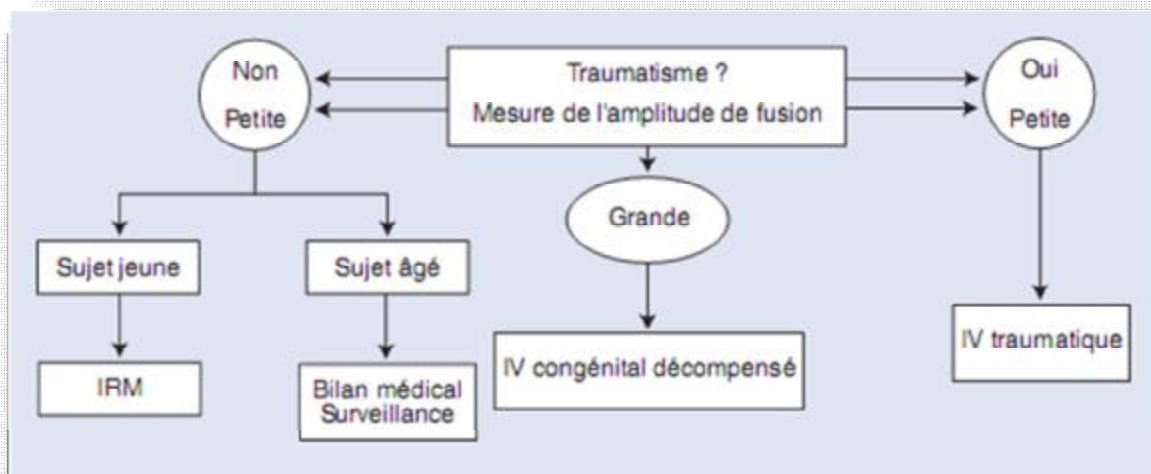 Non
Petite
Traumatisme ?
Mesure de l'amplitude de fusion
Oui
Petite
Grande
Sujet jeune
Sujet âgé
IRM
Bilan médical
Surveillance
IV congénital décompensé
IV traumatique